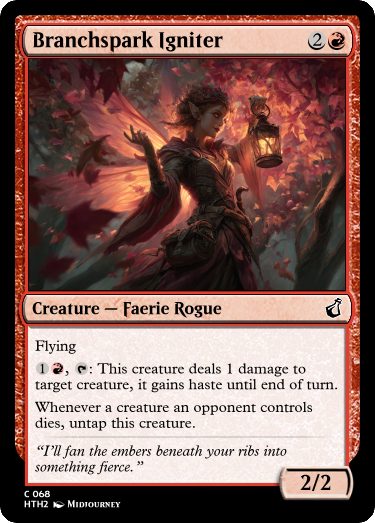 Branchspark Igniter 2
Creature — Faerie Rogue
Flying
1 , : This creature deals 1 damage to
target creature, it gains haste until end of turn.
Whenever a creature an opponent controls
dies, untap this creature.
“I’ll fan the embers beneath your ribs into
something fierce.”
2/2
C 068
HTH2 Midjourney